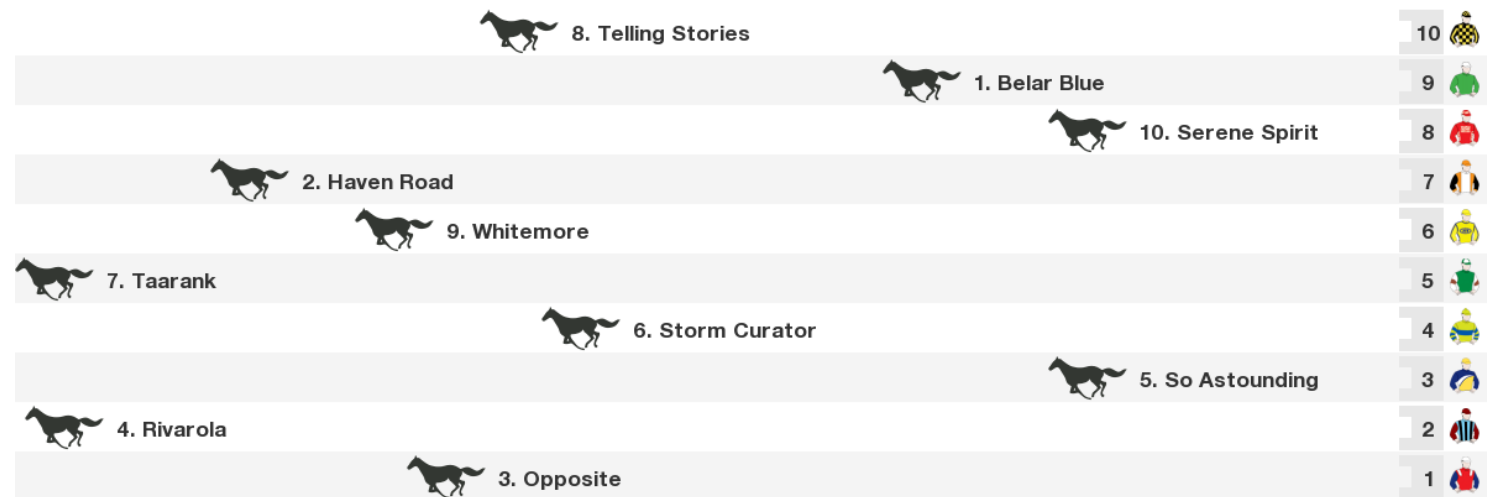 8. Telling Stories 10
1. Belar Blue 9
10. Serene Spirit 8
2. Haven Road 7
9. Whitemore 6
7. Taarank 5
6. Storm Curator 4
5. So Astounding 3
4. Rivarola 2
3. Opposite 1